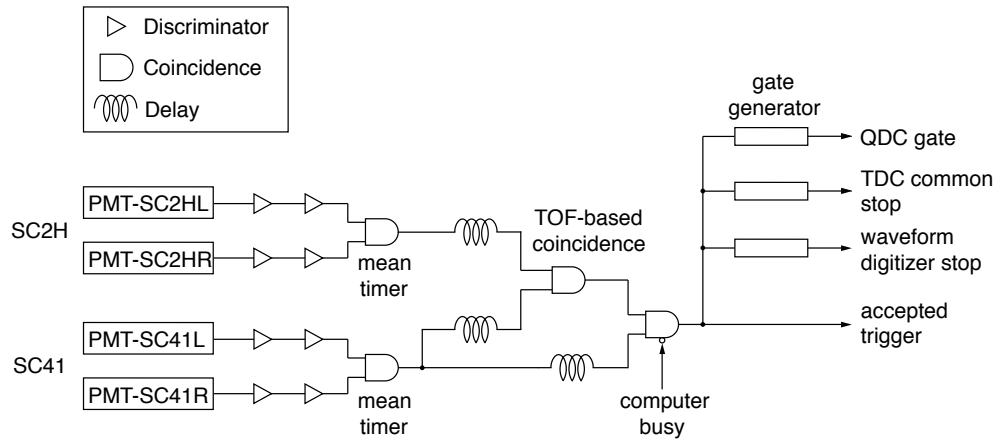 Discriminator
Coincidence
Delay
gate
generator
QDC gate
TDC common
stop
waveform
digitizer stop
accepted
trigger
SC2H
PMT-SC2HL
PMT-SC2HR
mean
timer
TOF-based
coincidence
SC41
PMT-SC41L
PMT-SC41R
mean
timer
computer
busy